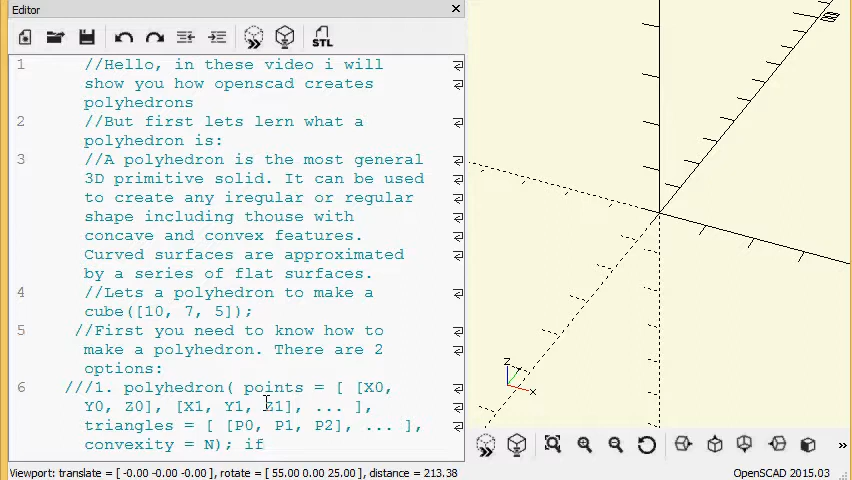 Editor
STL
1 //Hello, in these video i will
show you how openscad creates
polyhedrons
2 //But first lets lern what a
polyhedron is:
3 //A polyhedron is the most general
3D primitive solid. It can be used
to create any iregular or regular
shape including thouse with
concave and convex features.
Curved surfaces are approximated
by a series of flat surfaces.
4 //Lets a polyhedron to make a
cube([10, 7, 5]);
5 //First you need to know how to
make a polyhedron. There are 2
options:
6 ///1. polyhedron( points = [ [X0,
Y0, Z0], [X1, Y1, Z1], ... ],
triangles = [ [P0, P1, P2], ... ],
convexity = N); if
z
x
Viewport: translate = [ -0.00 -0.00 -0.00 ], rotate = [ 55.00 0.00 25.00 ], distance = 213.38
OpenSCAD 2015.03